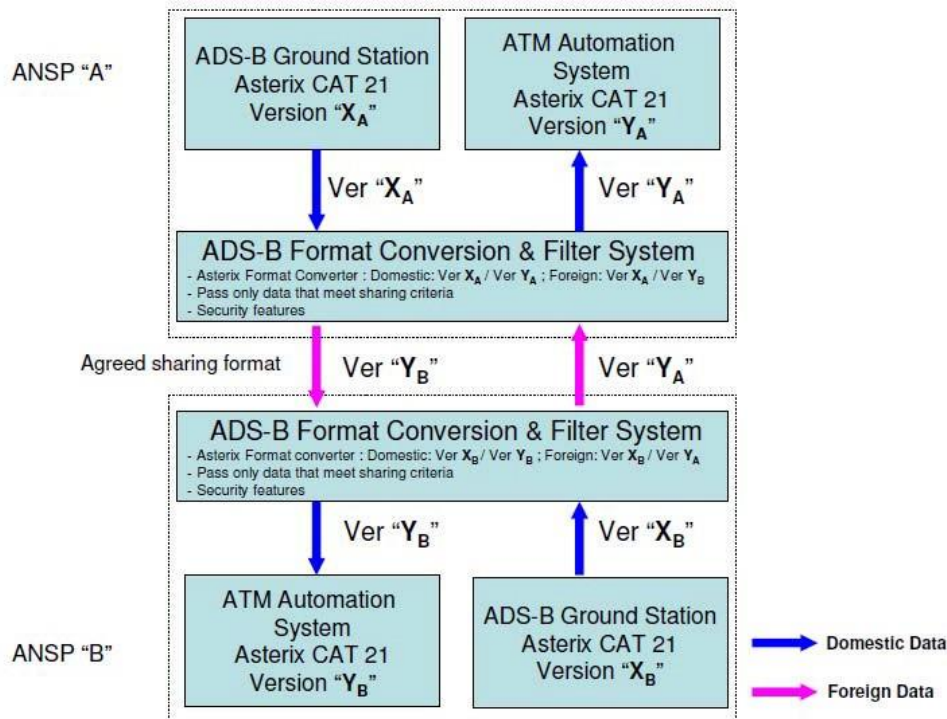 ANSP “A”
ADS-B Ground Station
Asterix CAT 21
Version “XA”
ATM Automation
System
Asterix CAT 21
Version “YA”
Ver “XA”
Ver “YA”
ADS-B Format Conversion & Filter System
- Asterix Format Converter : Domestic: Ver XA / Ver YA ; Foreign: Ver XA / Ver YB
- Pass only data that meet sharing criteria
- Security features
Agreed sharing format
Ver “YB”
Ver “YA”
ADS-B Format Conversion & Filter System
- Asterix Format converter : Domestic: Ver XB / Ver YB ; Foreign: Ver XB / Ver YA
- Pass only data that meet sharing criteria
- Security features
Ver “YB”
Ver “XB”
ANSP “B”
ATM Automation
System
Asterix CAT 21
Version “YB”
ADS-B Ground Station
Asterix CAT 21
Version “XB”
Domestic Data
Foreign Data